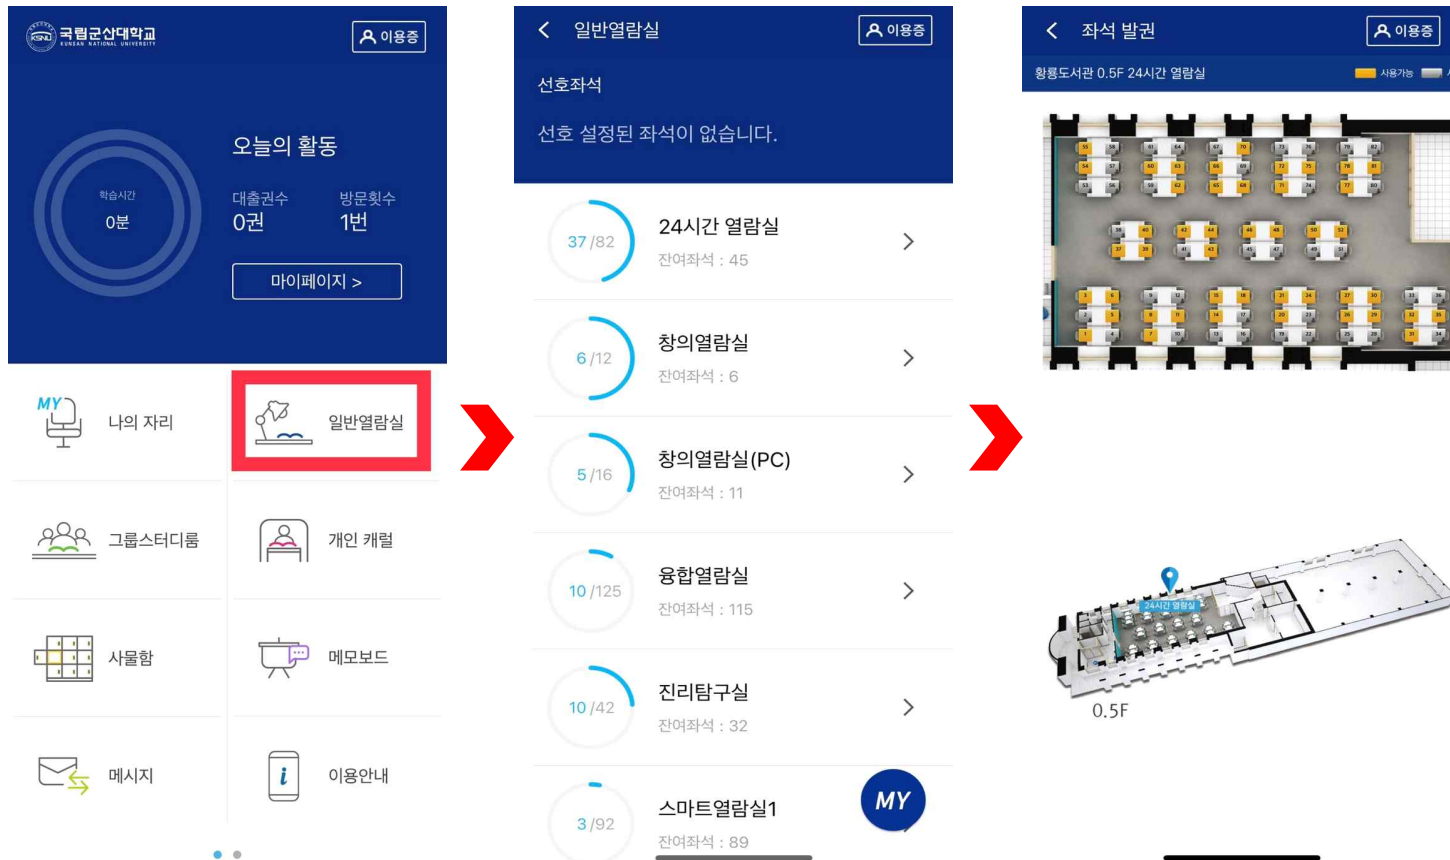 국립군산대학교
KUNSAN NATIONAL UNIVERSITY
이용증
오늘의 활동
학습시간
0분
대출권수
방문횟수
0권
1번
마이페이지 >
MY
나의 자리
일반열람실
그룹스터디룸
개인 캐럴
사물함
메모보드
메시지
이용안내
일반열람실
이용증
선호좌석
선호 설정된 좌석이 없습니다.
37/82
24시간 열람실
잔여좌석 : 45
6/12
창의열람실
잔여좌석 : 6
5/16
창의열람실(PC)
잔여좌석 : 11
10/125
융합열람실
잔여좌석 : 115
10/42
진리탐구실
잔여좌석 : 32
3/92
스마트열람실1
잔여좌석 : 89
MY
좌석 발권
이용증
황룡도서관 0.5F 24시간 열람실
사용가능
24시간 열람실
0.5F